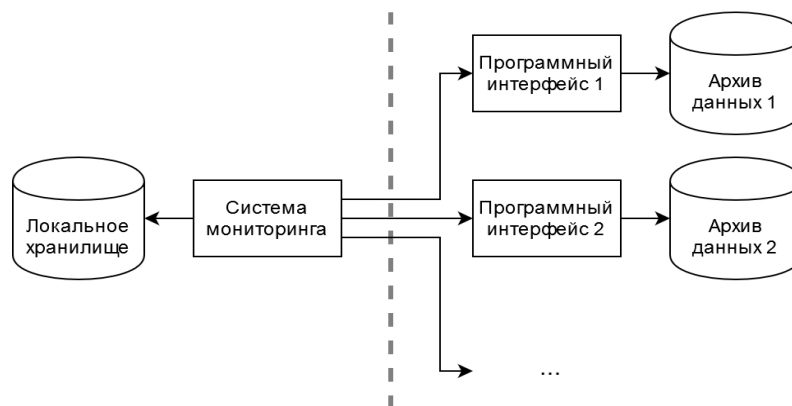 Программный
интерфейс 1
Архив
данных 1
Локальное
хранилище
Система
мониторинга
Программный
интерфейс 2
Архив
данных 2
...